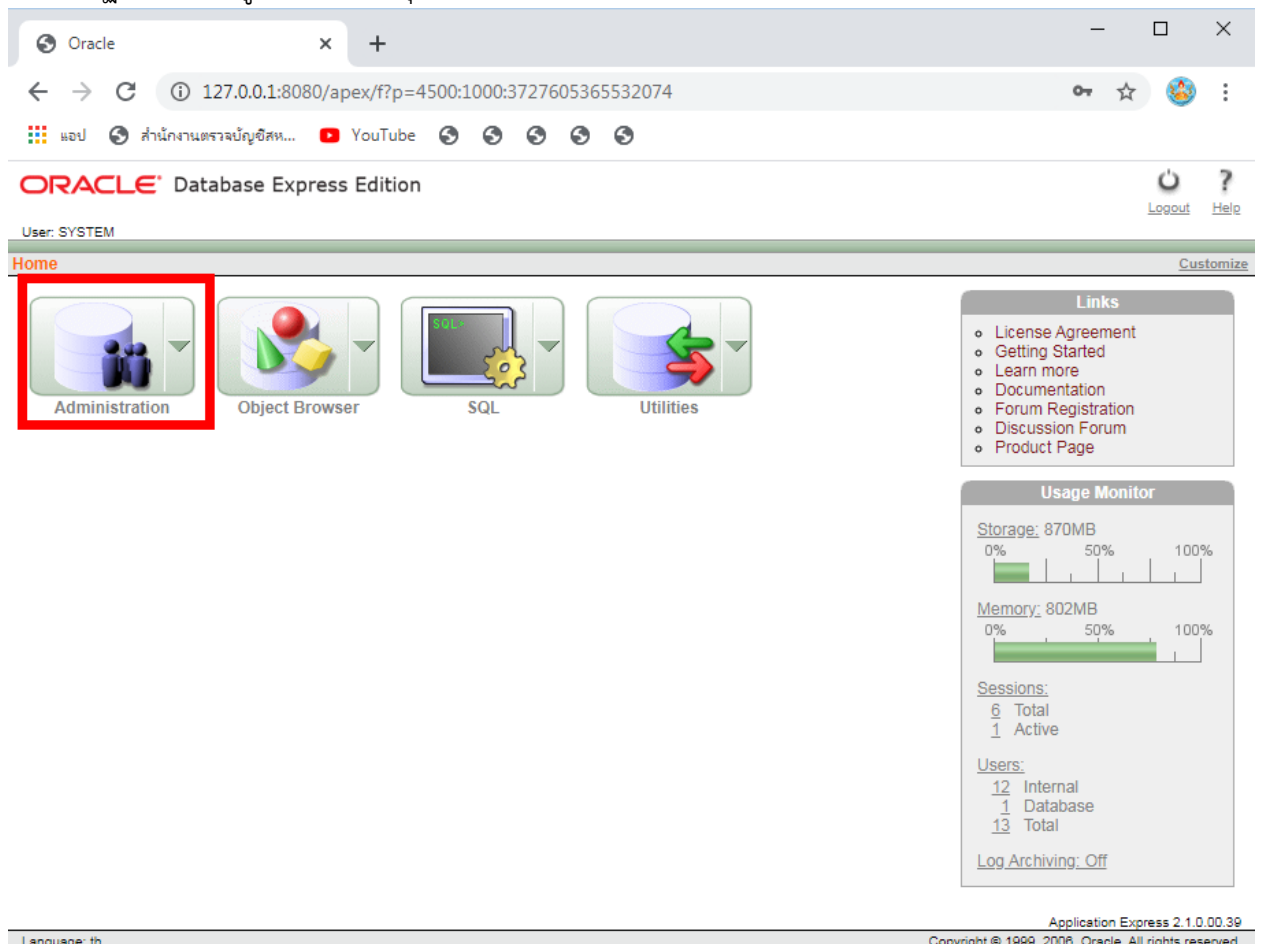 Oracle
127.0.0.1:8080/apex/f?p=4500:1000:3727605365532074
แอป สำนักงานตรวจบัญชีสห... YouTube
ORACLE Database Express Edition
Logout Help
User: SYSTEM
Home Customize
SQL>
Administration Object Browser SQL Utilities
Links
License Agreement
Getting Started
Learn more
Documentation
Forum Registration
Discussion Forum
Product Page
Usage Monitor
Storage: 870MB
0% 50% 100%
Memory: 802MB
0% 50% 100%
Sessions:
6 Total
1 Active
Users:
12 Internal
1 Database
13 Total
Log Archiving: Off
Application Express 2.1.0.00.39
Language: th Copyright © 1999, 2006, Oracle. All rights reserved.